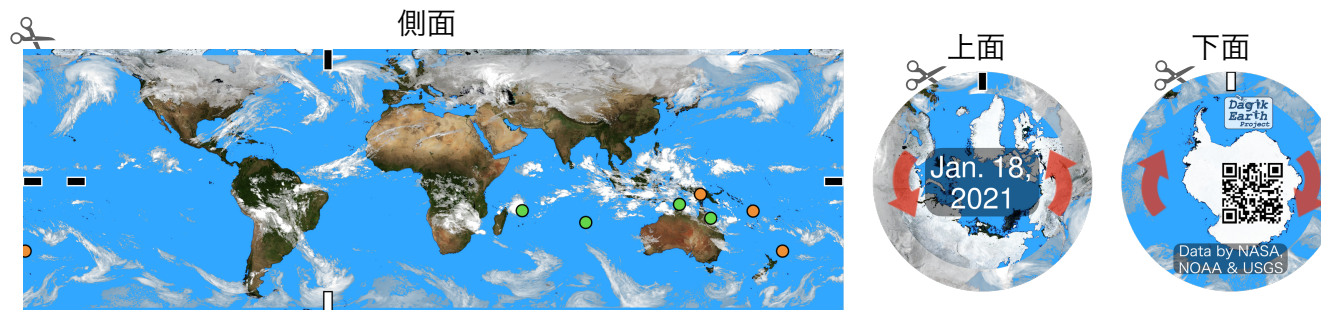 側面
上面
下面
Jan. 18,
2021
Dagik
Earth
Project
Data by NASA,
NOAA & USGS